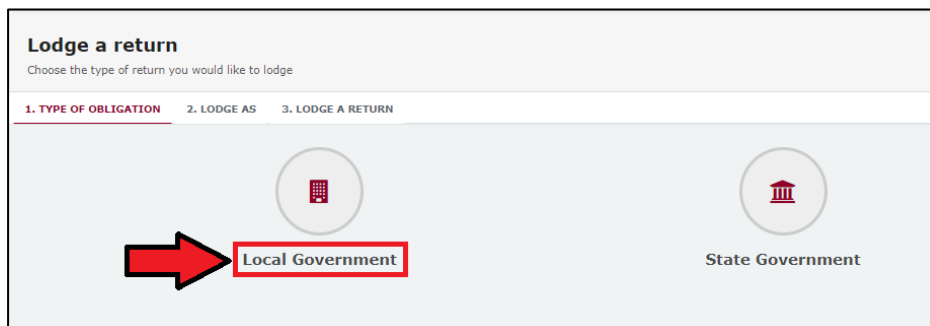 Lodge a return
Choose the type of return you would like to lodge
1. TYPE OF OBLIGATION 2. LODGE AS 3. LODGE A RETURN
Local Government State Government